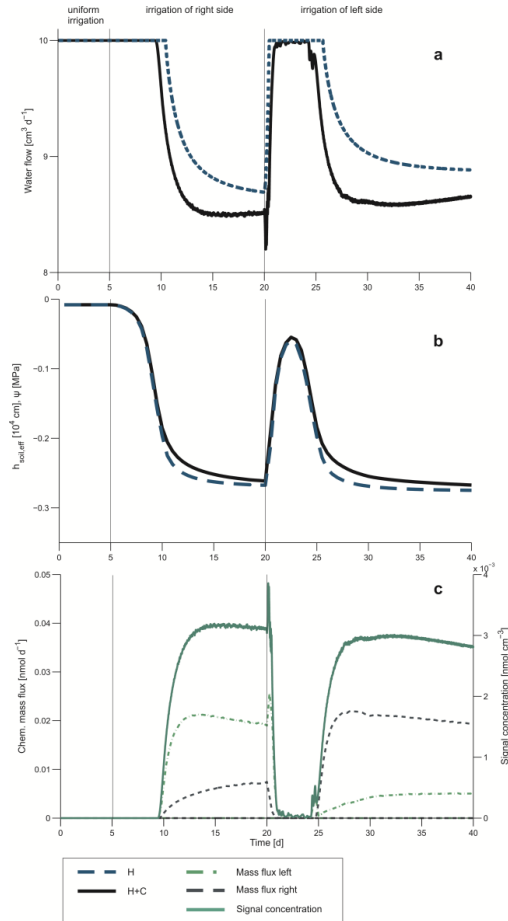 uniform
irrigation
irrigation of right side
irrigation of left side
a
Water flow [cm³ d⁻¹]
10
9
8
0 5 10 15 20 25 30 35 40
b
h soil,eff [10⁴ cm], ψ [MPa]
0
−0.1
−0.2
−0.3
0 5 10 15 20 25 30 35 40
c
x 10⁻³
Chem. mass flux [nmol d⁻¹]
0.05
0.04
0.03
0.02
0.01
0
4
3
2
1
0
Signal concentration [nmol cm⁻³]
0 5 10 15 20 25 30 35 40
Time [d]
H
H+C
Mass flux left
Mass flux right
Signal concentration